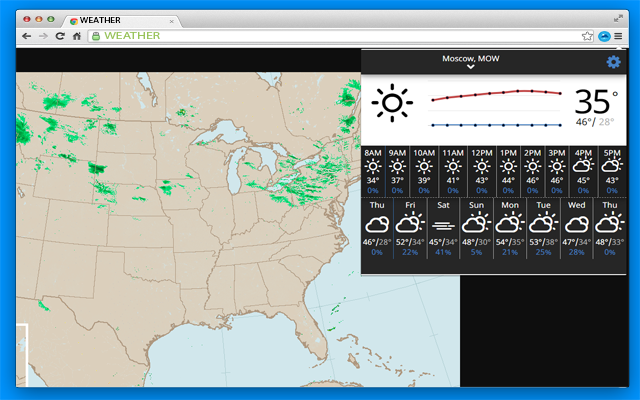 WEATHER
WEATHER
Moscow, MOW
35°
46°/ 28°
8AM 9AM 10AM 11AM 12PM 1PM 2PM 3PM 4PM 5PM
34° 37° 39° 41° 43° 44° 46° 46° 45° 43°
0% 0% 0% 0% 0% 0% 0% 0% 0% 0%
Thu Fri Sat Sun Mon Tue Wed Thu
46°/28° 52°/34° 45°/34° 48°/30° 54°/35° 53°/38° 47°/34° 48°/33°
0% 22% 41% 5% 21% 25% 28% 0%